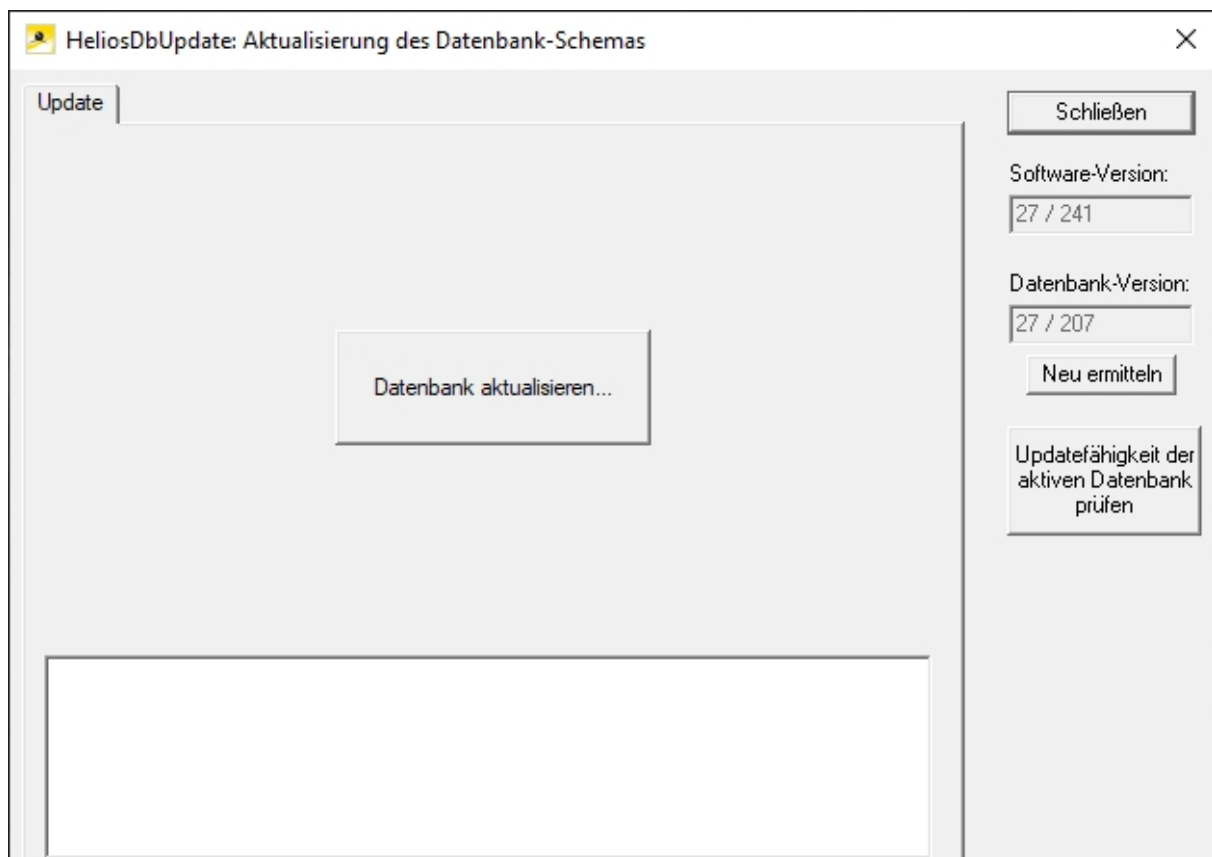 HeliosDbUpdate: Aktualisierung des Datenbank-Schemas
Update
Schließen
Software-Version:
27 / 241
Datenbank-Version:
27 / 207
Neu ermitteln
Datenbank aktualisieren...
Updatefähigkeit der
aktiven Datenbank
prüfen